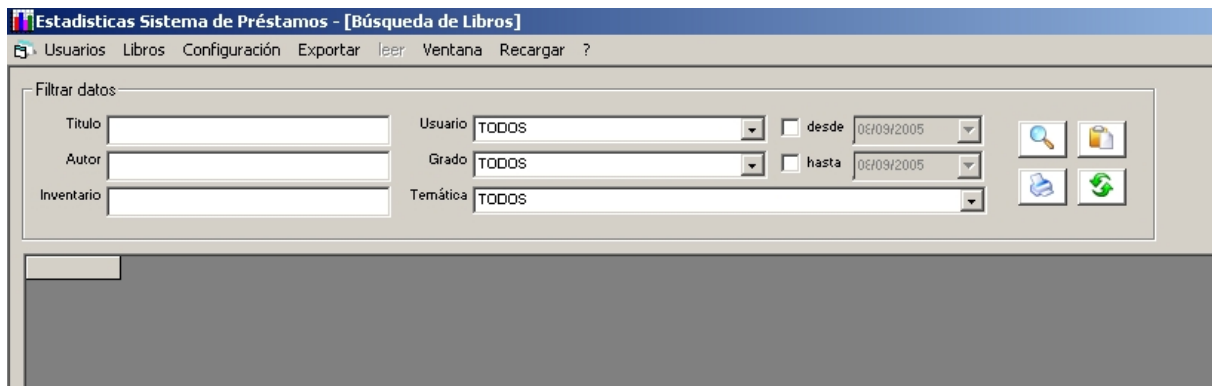 Estadisticas Sistema de Préstamos - [Búsqueda de Libros]
Usuarios Libros Configuración Exportar leer Ventana Recargar ?
Filtrar datos
Titulo Usuario TODOS desde 08/09/2005
Autor Grado TODOS hasta 08/09/2005
Inventario Temática TODOS